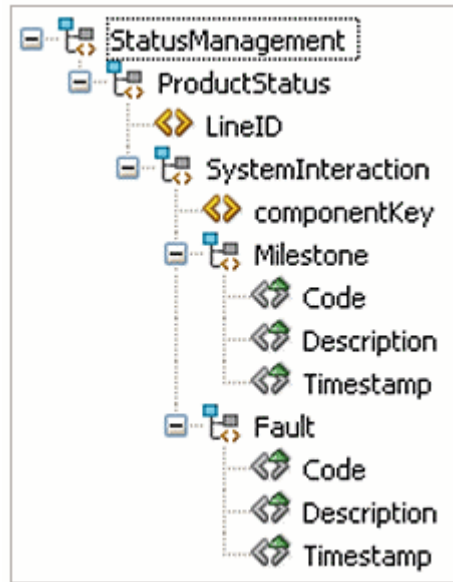 StatusManagement
ProductStatus
LineID
SystemInteraction
componentKey
Milestone
Code
Description
Timestamp
Fault
Code
Description
Timestamp